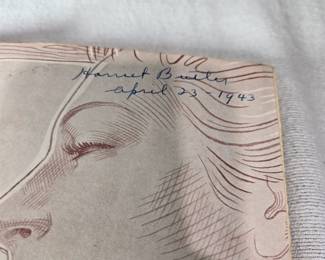 Harriet Butler
April 23-1943